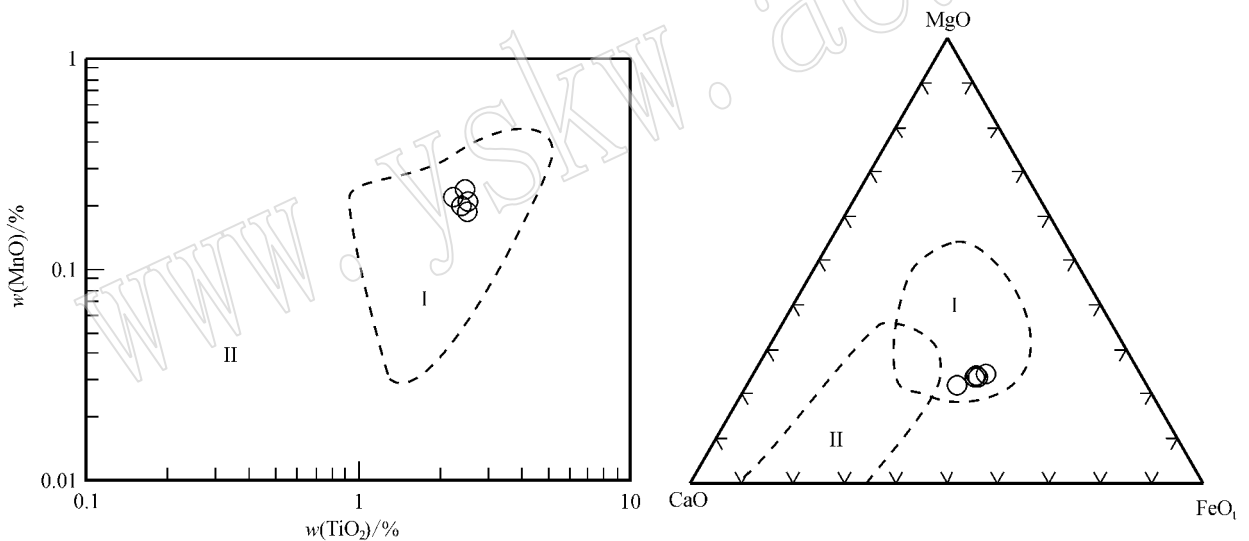 www.yskw.ac
1
0.1
0.01
w(MnO)/%
I
II
0.1
1
10
w(TiO₂)/%
MgO
I
II
CaO
FeOₜ